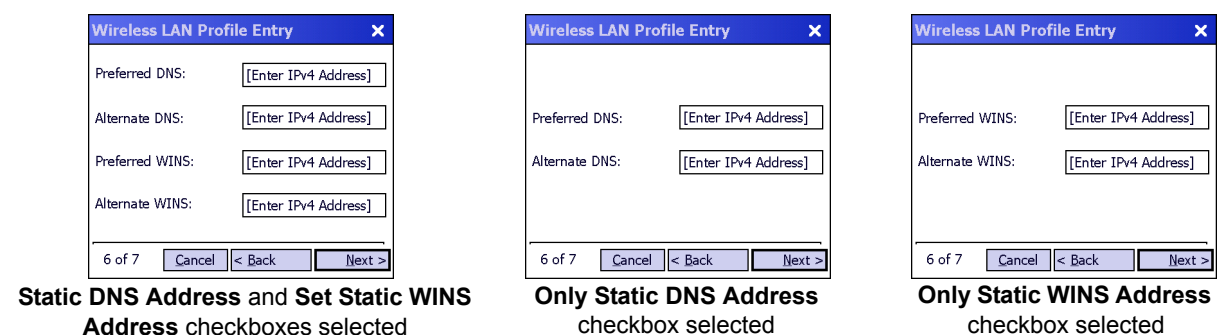 Wireless LAN Profile Entry
Preferred DNS: [Enter IPv4 Address]
Alternate DNS: [Enter IPv4 Address]
Preferred WINS: [Enter IPv4 Address]
Alternate WINS: [Enter IPv4 Address]
6 of 7 Cancel < Back Next >
Static DNS Address and Set Static WINS
Address checkboxes selected
Wireless LAN Profile Entry
Preferred DNS: [Enter IPv4 Address]
Alternate DNS: [Enter IPv4 Address]
6 of 7 Cancel < Back Next >
Only Static DNS Address
checkbox selected
Wireless LAN Profile Entry
Preferred WINS: [Enter IPv4 Address]
Alternate WINS: [Enter IPv4 Address]
6 of 7 Cancel < Back Next >
Only Static WINS Address
checkbox selected